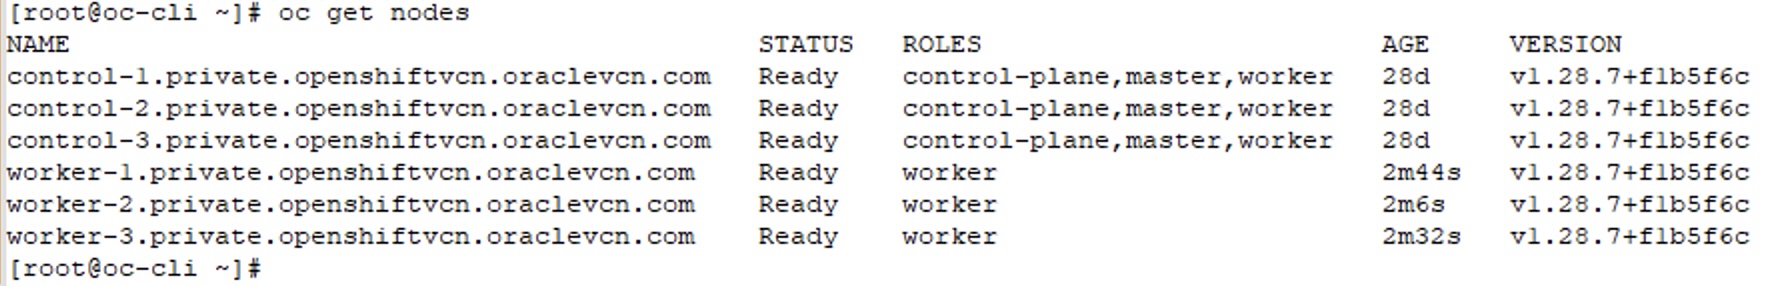 [root@oc-cli ~]# oc get nodes
NAME STATUS ROLES AGE VERSION
control-1.private.openshiftvcn.oraclevcn.com Ready control-plane,master,worker 28d v1.28.7+f1b5f6c
control-2.private.openshiftvcn.oraclevcn.com Ready control-plane,master,worker 28d v1.28.7+f1b5f6c
control-3.private.openshiftvcn.oraclevcn.com Ready control-plane,master,worker 28d v1.28.7+f1b5f6c
worker-1.private.openshiftvcn.oraclevcn.com Ready worker 2m44s v1.28.7+f1b5f6c
worker-2.private.openshiftvcn.oraclevcn.com Ready worker 2m6s v1.28.7+f1b5f6c
worker-3.private.openshiftvcn.oraclevcn.com Ready worker 2m32s v1.28.7+f1b5f6c
[root@oc-cli ~]#